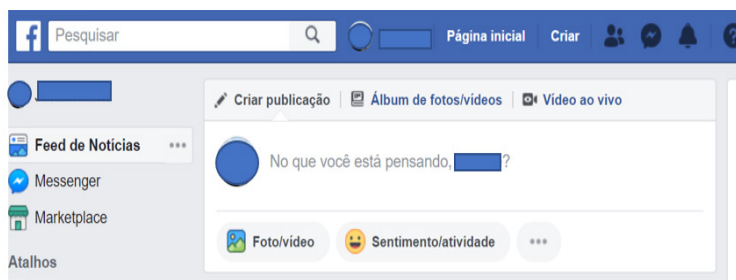 f Pesquisar Página inicial Criar ?
Criar publicação Álbum de fotos/vídeos Vídeo ao vivo
Feed de Notícias
No que você está pensando, ?
Messenger
Marketplace
Foto/vídeo Sentimento/atividade
Atalhos